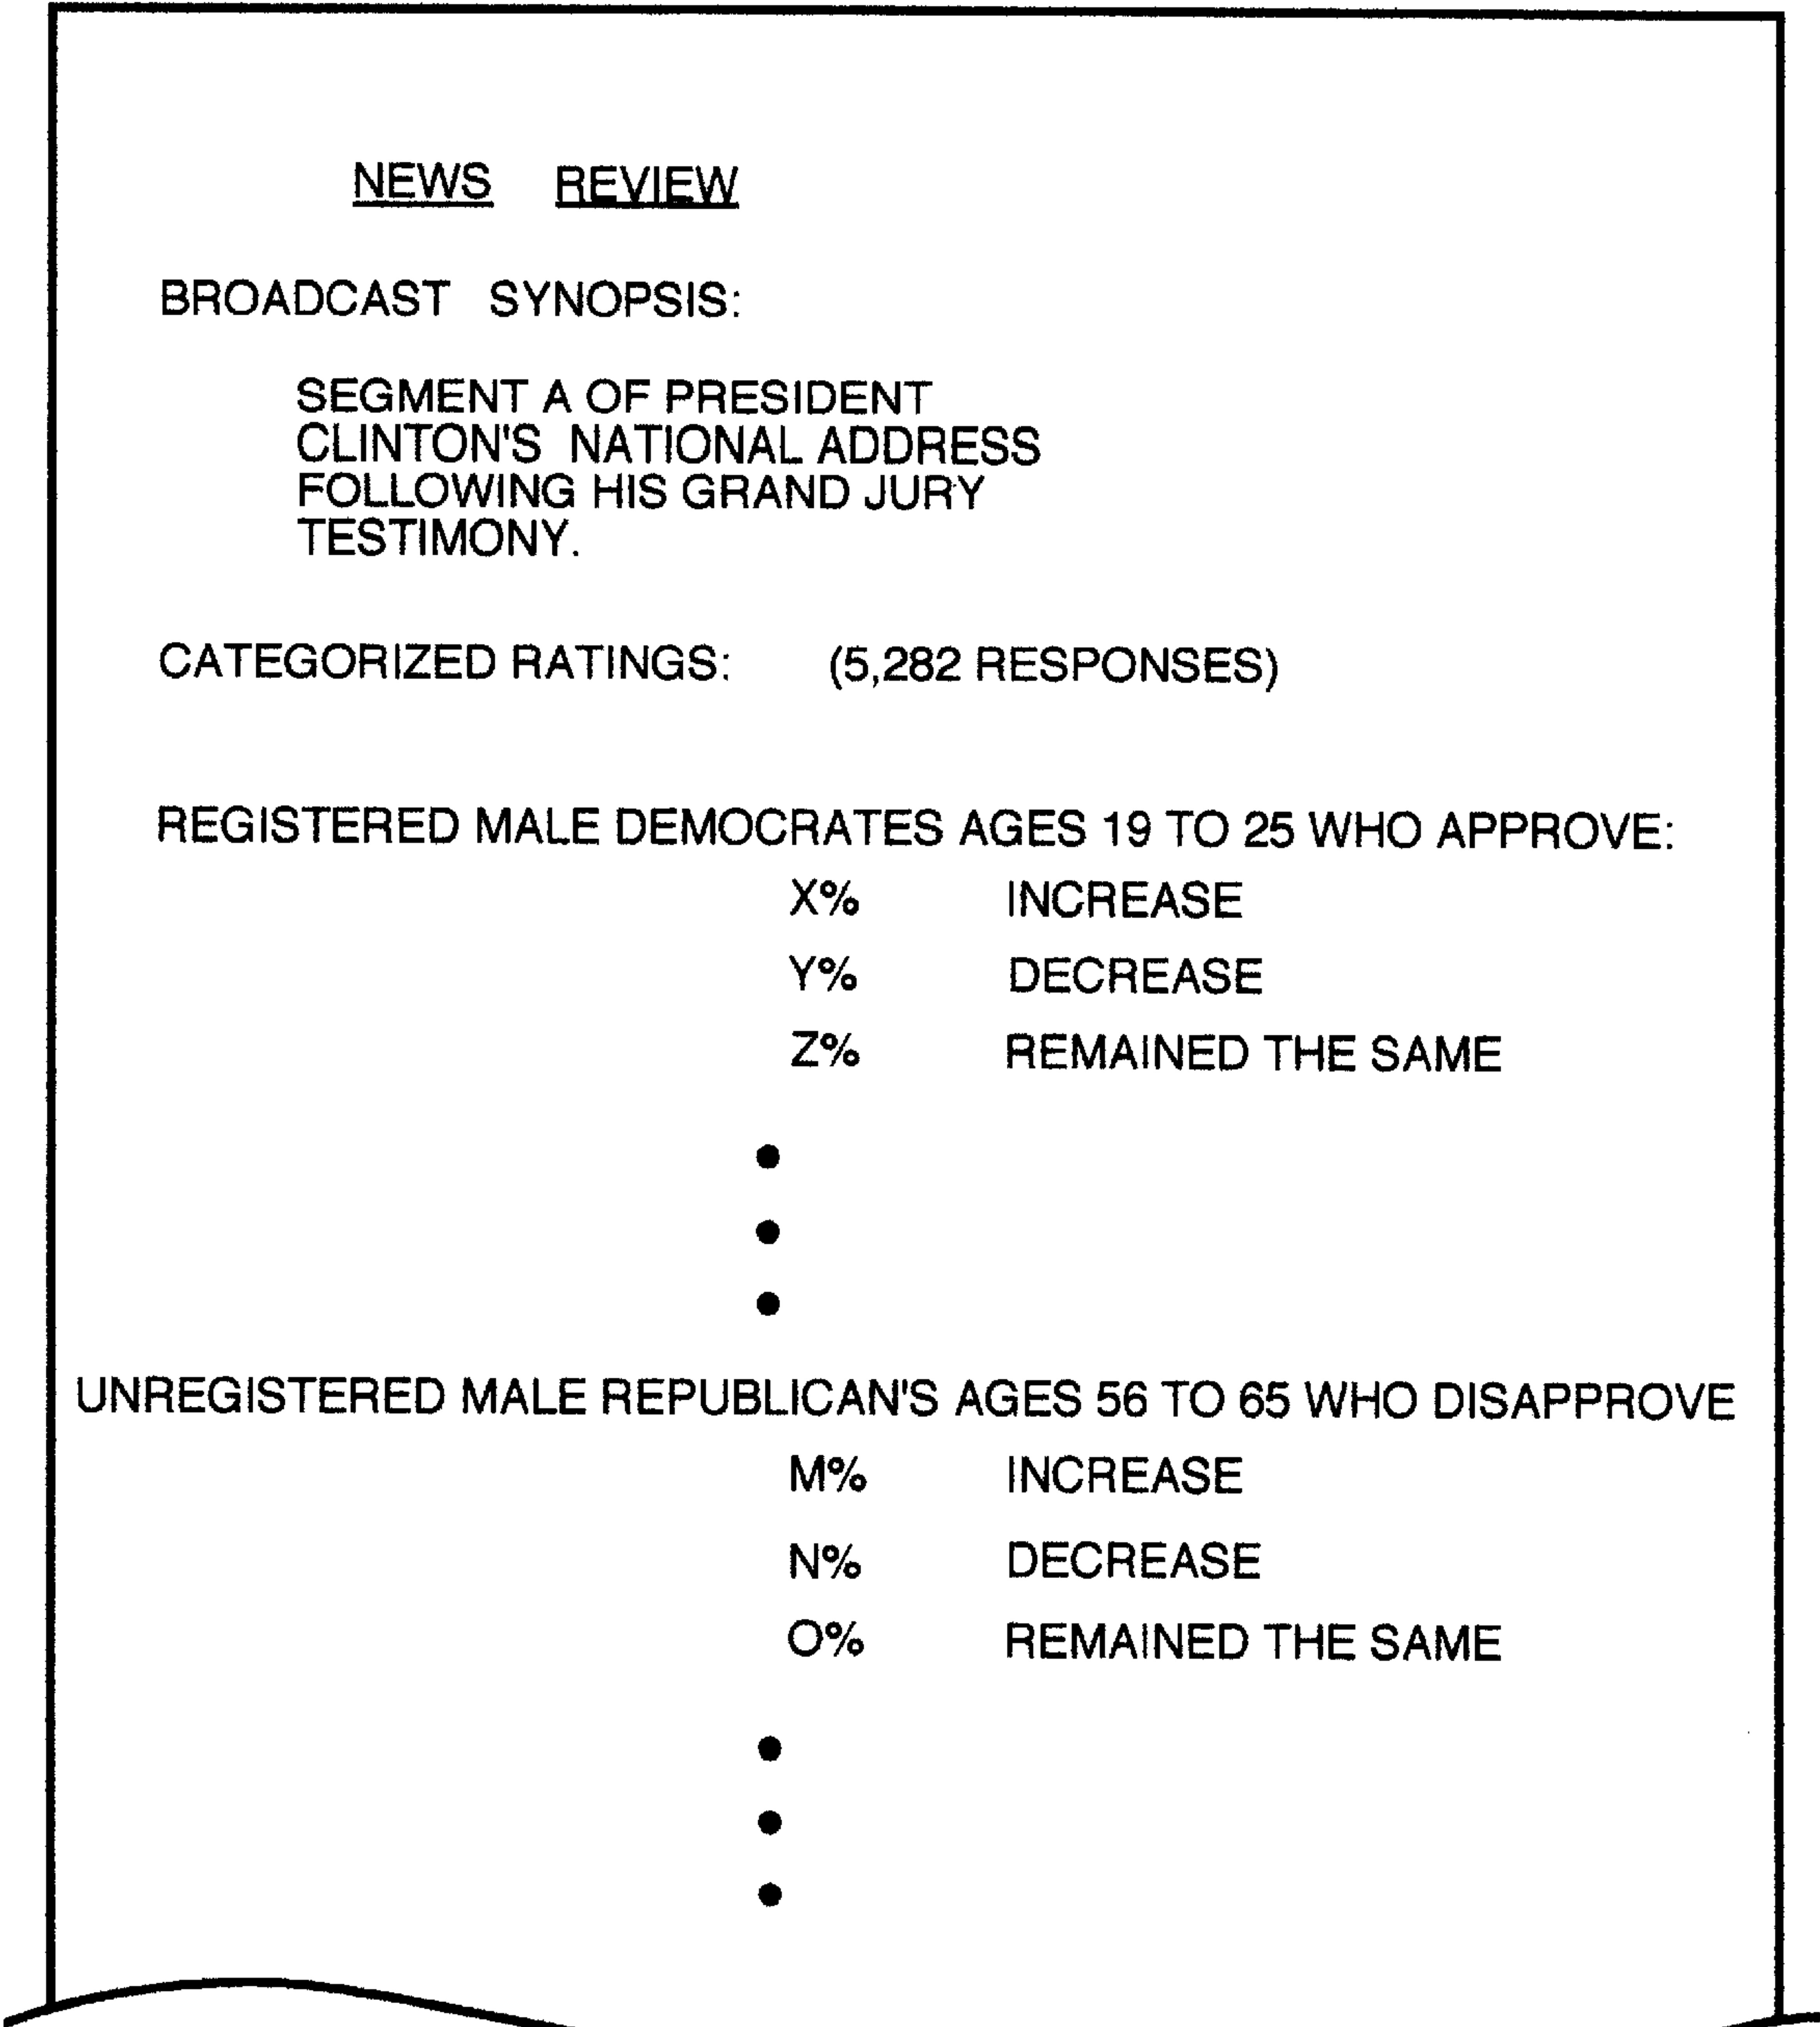 NEWS REVIEW
BROADCAST SYNOPSIS:
SEGMENT A OF PRESIDENT
CLINTON'S NATIONAL ADDRESS
FOLLOWING HIS GRAND JURY
TESTIMONY.
CATEGORIZED RATINGS: (5,282 RESPONSES)
REGISTERED MALE DEMOCRATES AGES 19 TO 25 WHO APPROVE:
X% INCREASE
Y% DECREASE
Z% REMAINED THE SAME
UNREGISTERED MALE REPUBLICAN'S AGES 56 TO 65 WHO DISAPPROVE
M% INCREASE
N% DECREASE
O% REMAINED THE SAME